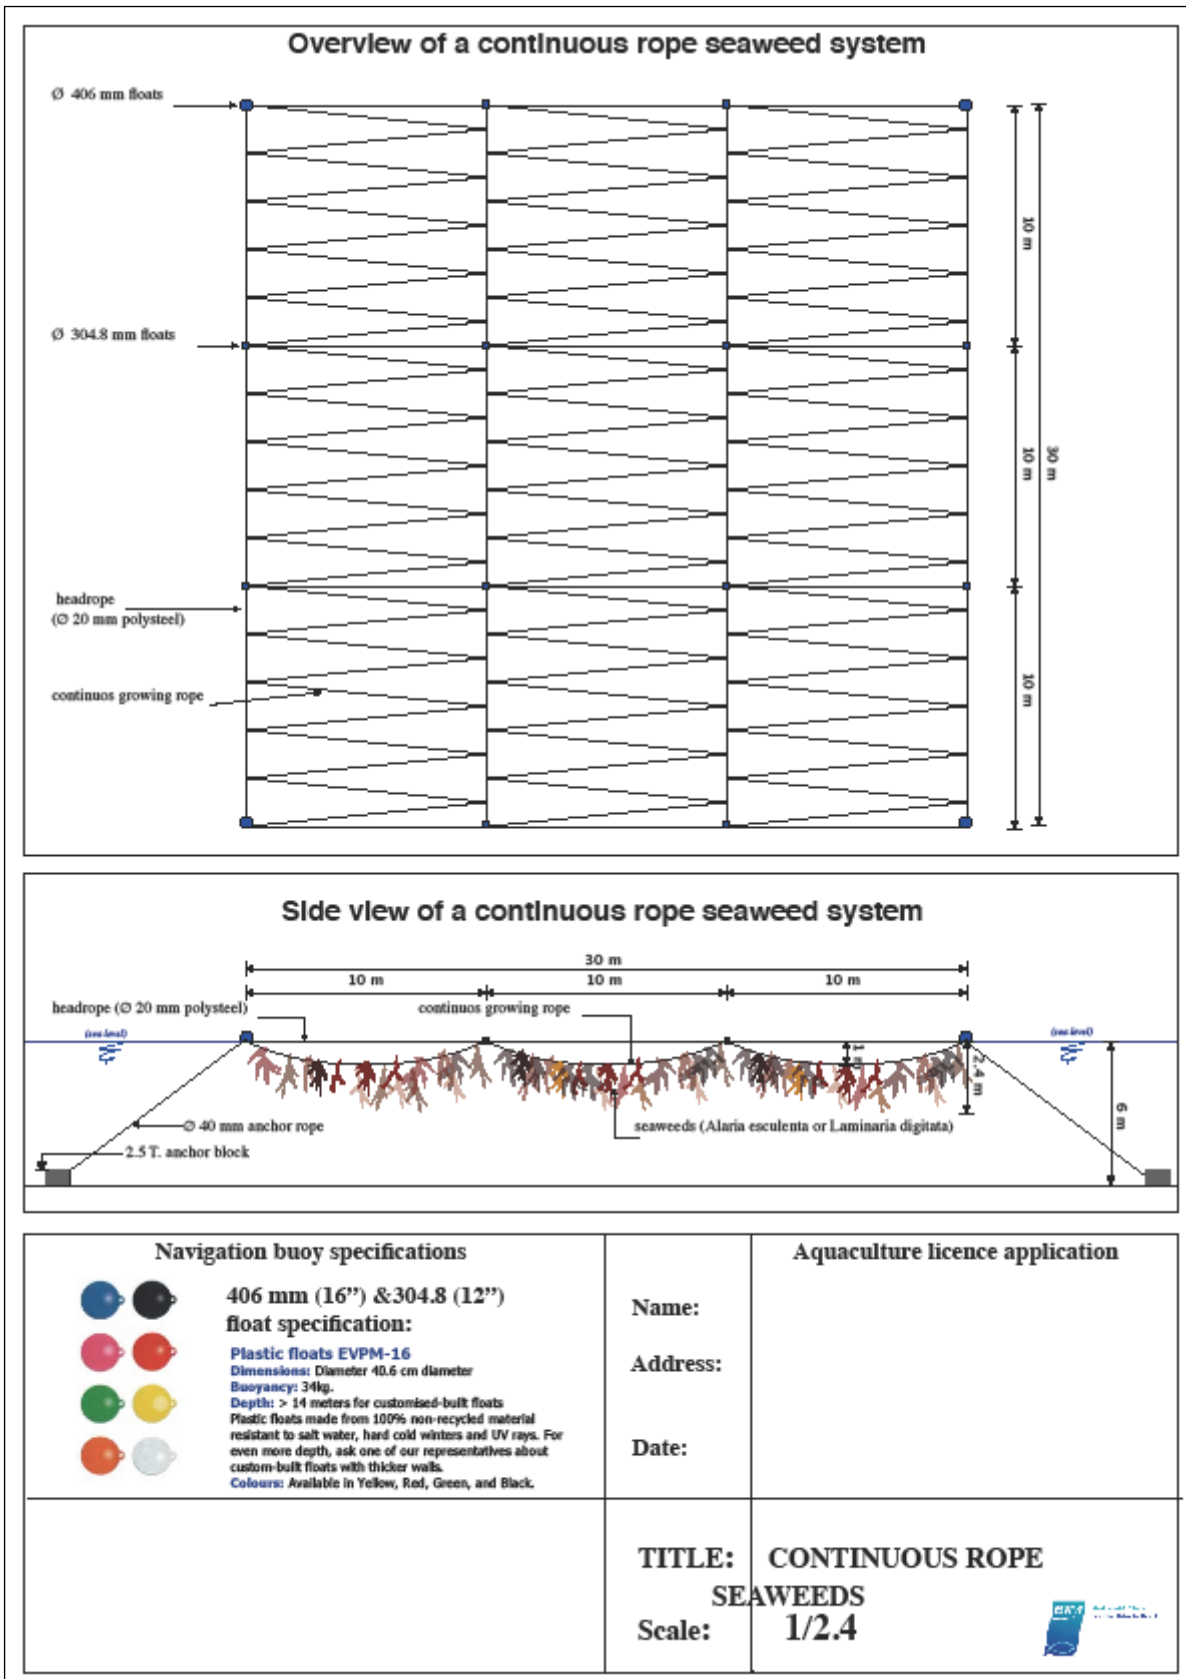 Overview of a continuous rope seaweed system
Ø 406 mm floats
10 m
Ø 304.8 mm floats
10 m
30 m
headrope
(Ø 20 mm polysteel)
continuos growing rope
10 m
Side view of a continuous rope seaweed system
30 m
10 m
10 m
10 m
headrope (Ø 20 mm polysteel)
continuos growing rope
(sea level)
(sea level)
2.4 m
6 m
Ø 40 mm anchor rope
seaweeds (Alaria esculenta or Laminaria digitata)
2.5 T. anchor block
Navigation buoy specifications
406 mm (16”) &304.8 (12”)
float specification:
Plastic floats EVPM-16
Dimensions: Diameter 40.6 cm diameter
Buoyancy: 34kg.
Depth: > 14 meters for customised-built floats
Plastic floats made from 100% non-recycled material
resistant to salt water, hard cold winters and UV rays. For
even more depth, ask one of our representatives about
custom-built floats with thicker walls.
Colours: Available in Yellow, Red, Green, and Black.
Aquaculture licence application
Name:
Address:
Date:
TITLE: CONTINUOUS ROPE
SEAWEEDS
Scale: 1/2.4
BIM